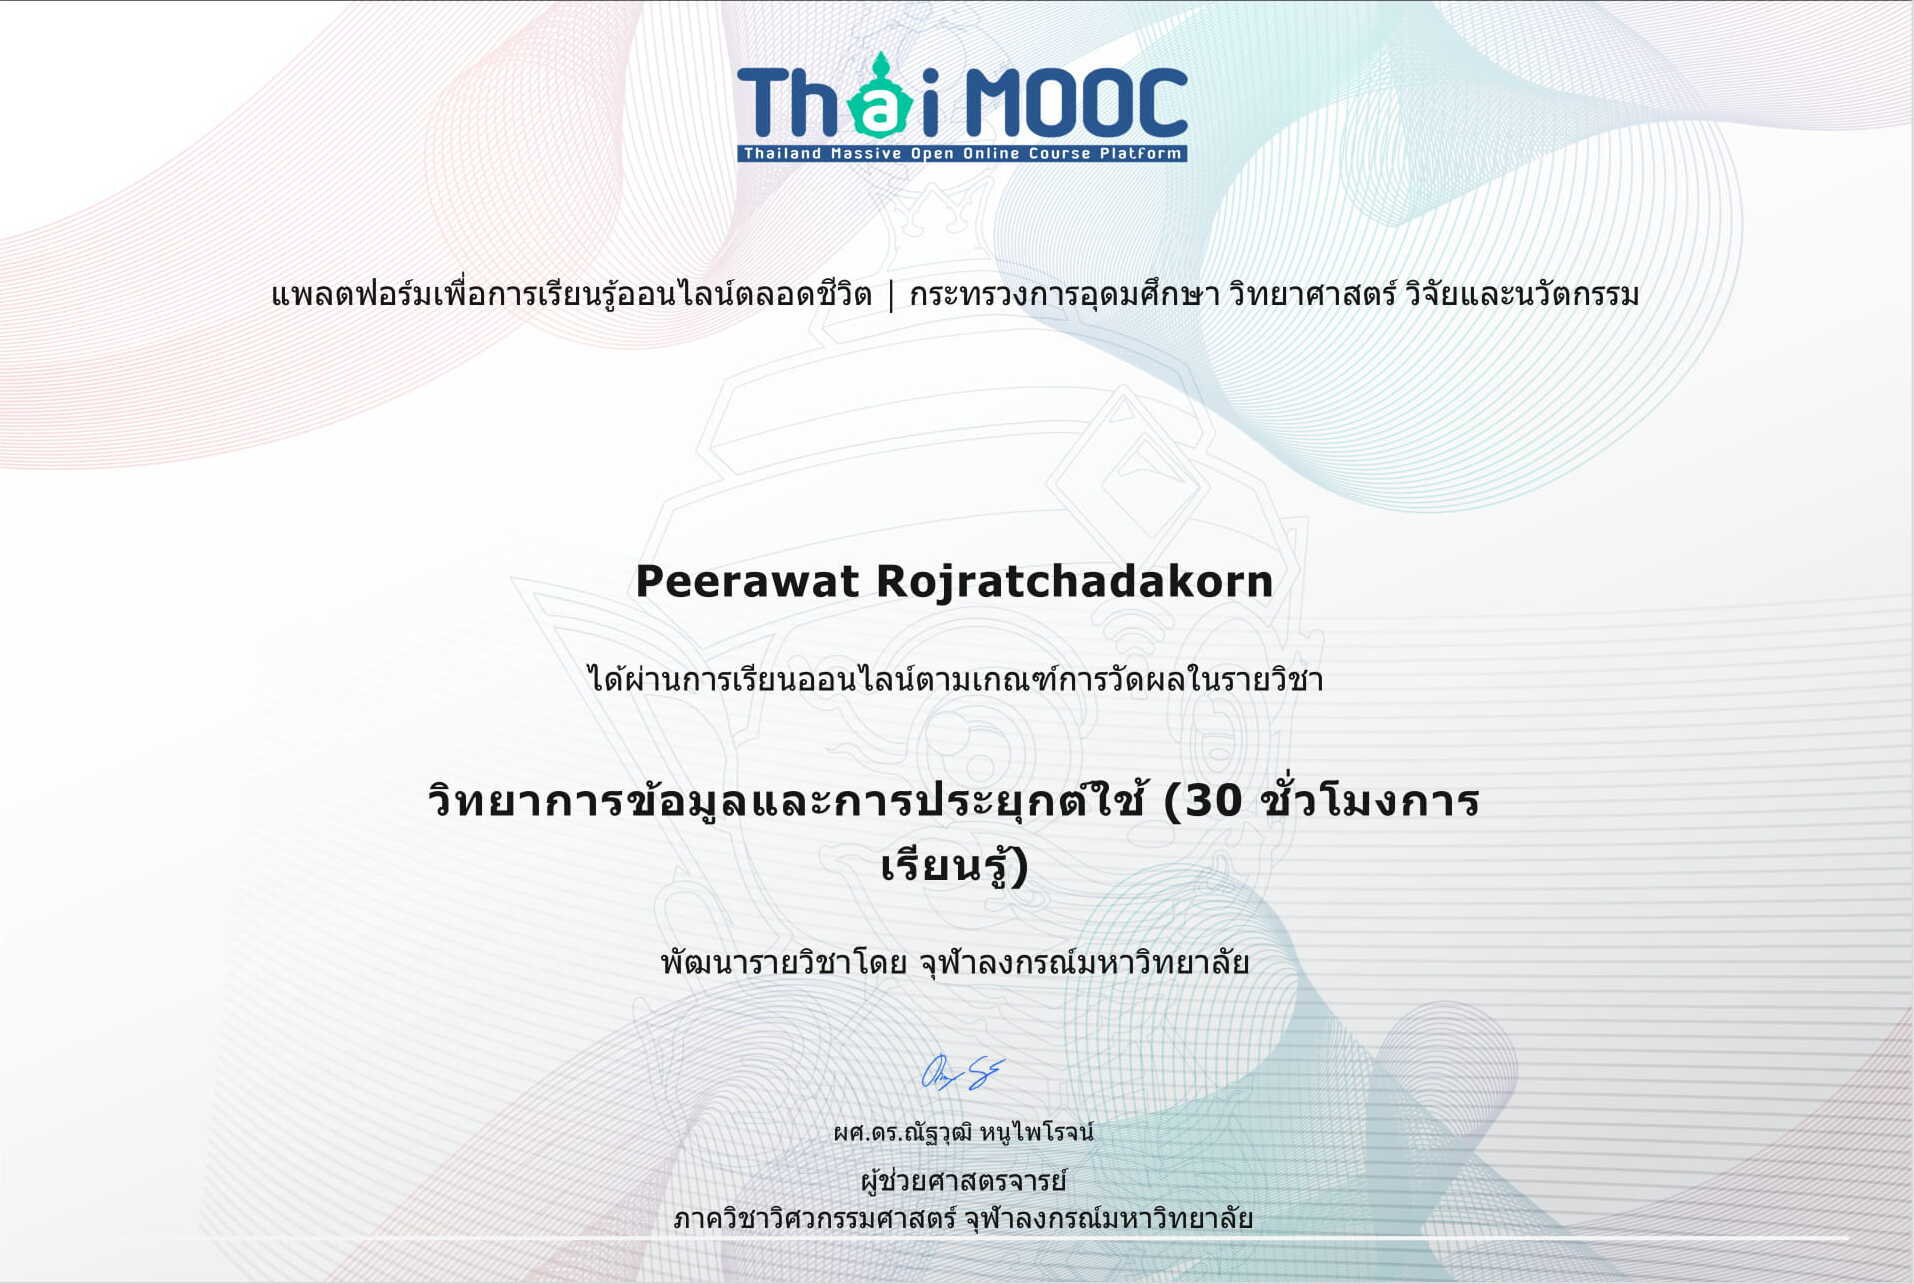 Thai MOOC
Thailand Massive Open Online Course Platform
แพลตฟอร์มเพื่อการเรียนรู้ออนไลน์ตลอดชีวิต | กระทรวงการอุดมศึกษา วิทยาศาสตร์ วิจัยและนวัตกรรม
Peerawat Rojratchadakorn
ได้ผ่านการเรียนออนไลน์ตามเกณฑ์การวัดผลในรายวิชา
วิทยาการข้อมูลและการประยุกต์ใช้ (30 ชั่วโมงการ
เรียนรู้)
พัฒนารายวิชาโดย จุฬาลงกรณ์มหาวิทยาลัย
ผศ.ดร.ณัฐวุฒิ หนูไพโรจน์
ผู้ช่วยศาสตรจารย์
ภาควิชาวิศวกรรมศาสตร์ จุฬาลงกรณ์มหาวิทยาลัย